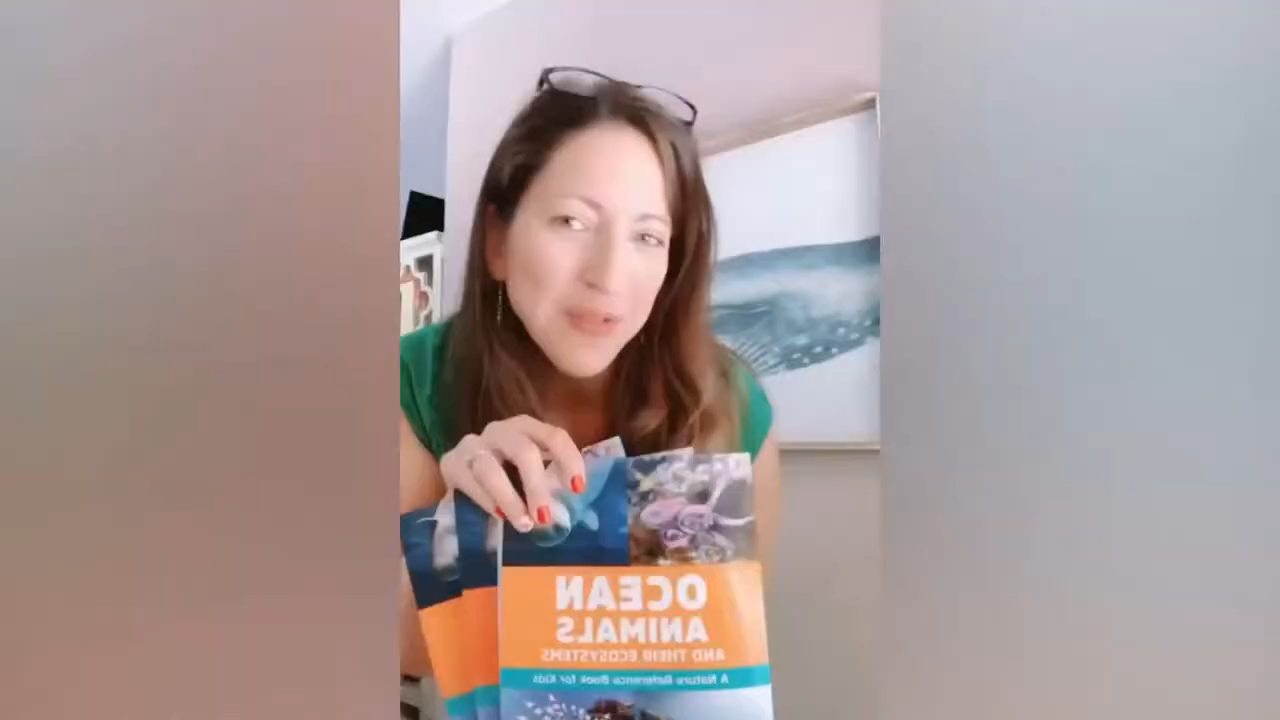 OCEAN
ANIMALS
AND THEIR ECOSYSTEMS
A Nature Reference Book for Kids